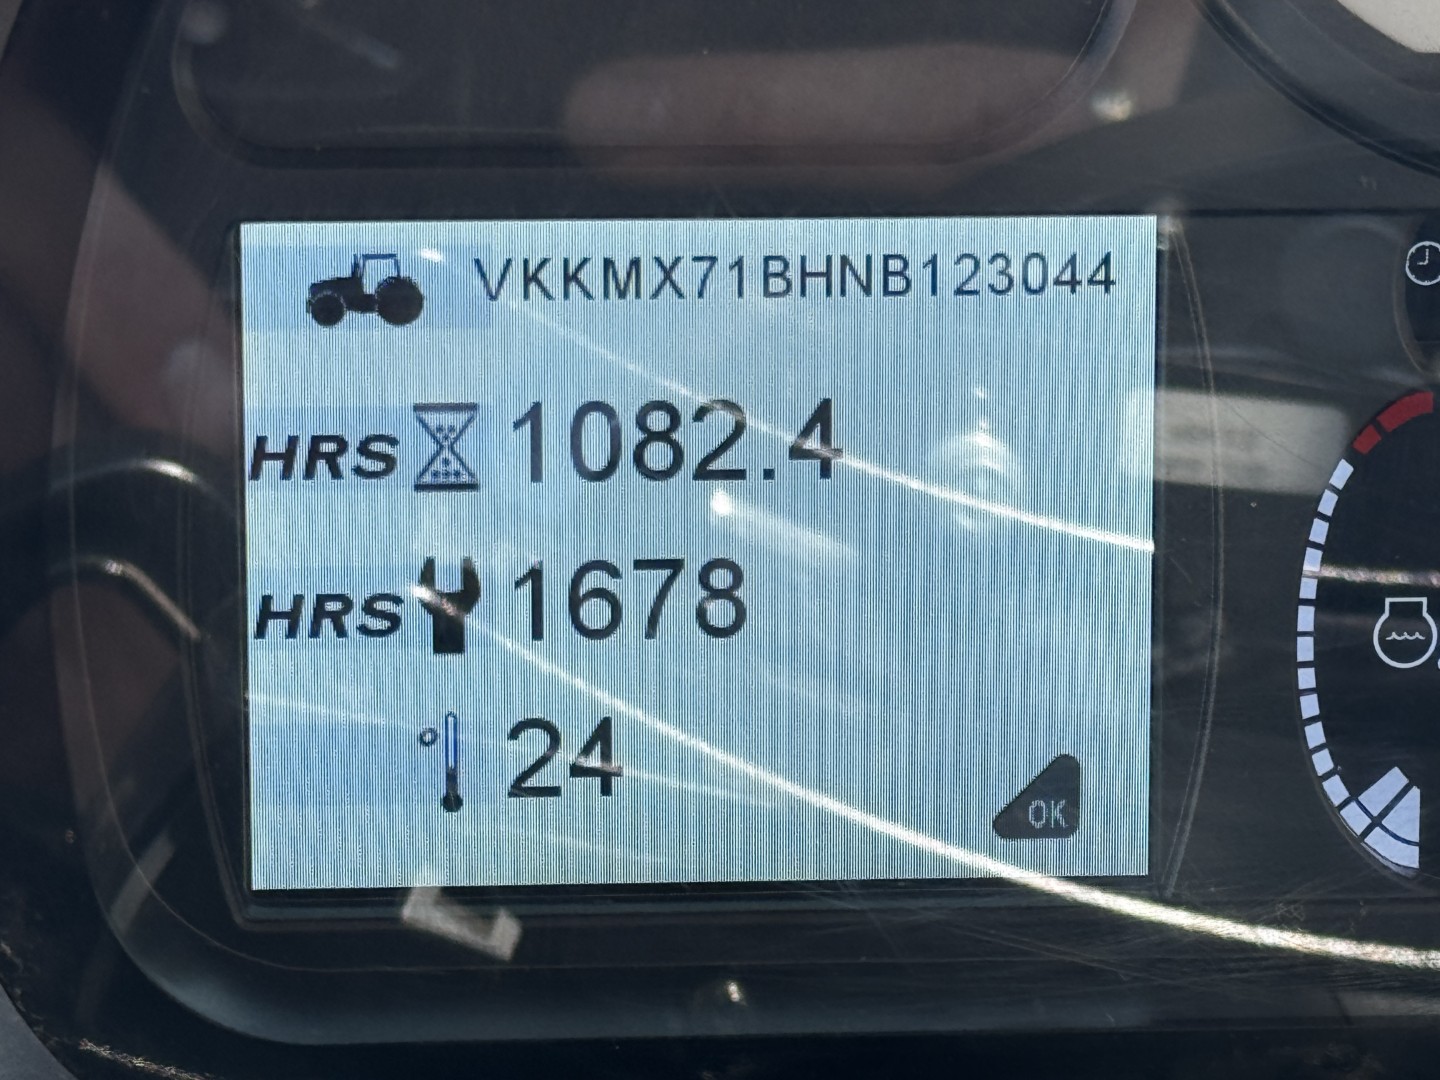 VKKMX71BHNB123044
HRS 1082.4
HRS 1678
° 24
OK